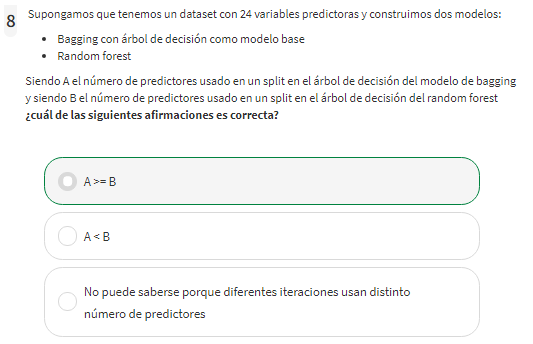 8
Supongamos que tenemos un dataset con 24 variables predictoras y construimos dos modelos:
• Bagging con árbol de decisión como modelo base
• Random forest
Siendo A el número de predictores usado en un split en el árbol de decisión del modelo de bagging
y siendo B el número de predictores usado en un split en el árbol de decisión del random forest
¿cuál de las siguientes afirmaciones es correcta?
A >= B
A < B
No puede saberse porque diferentes iteraciones usan distinto
número de predictores